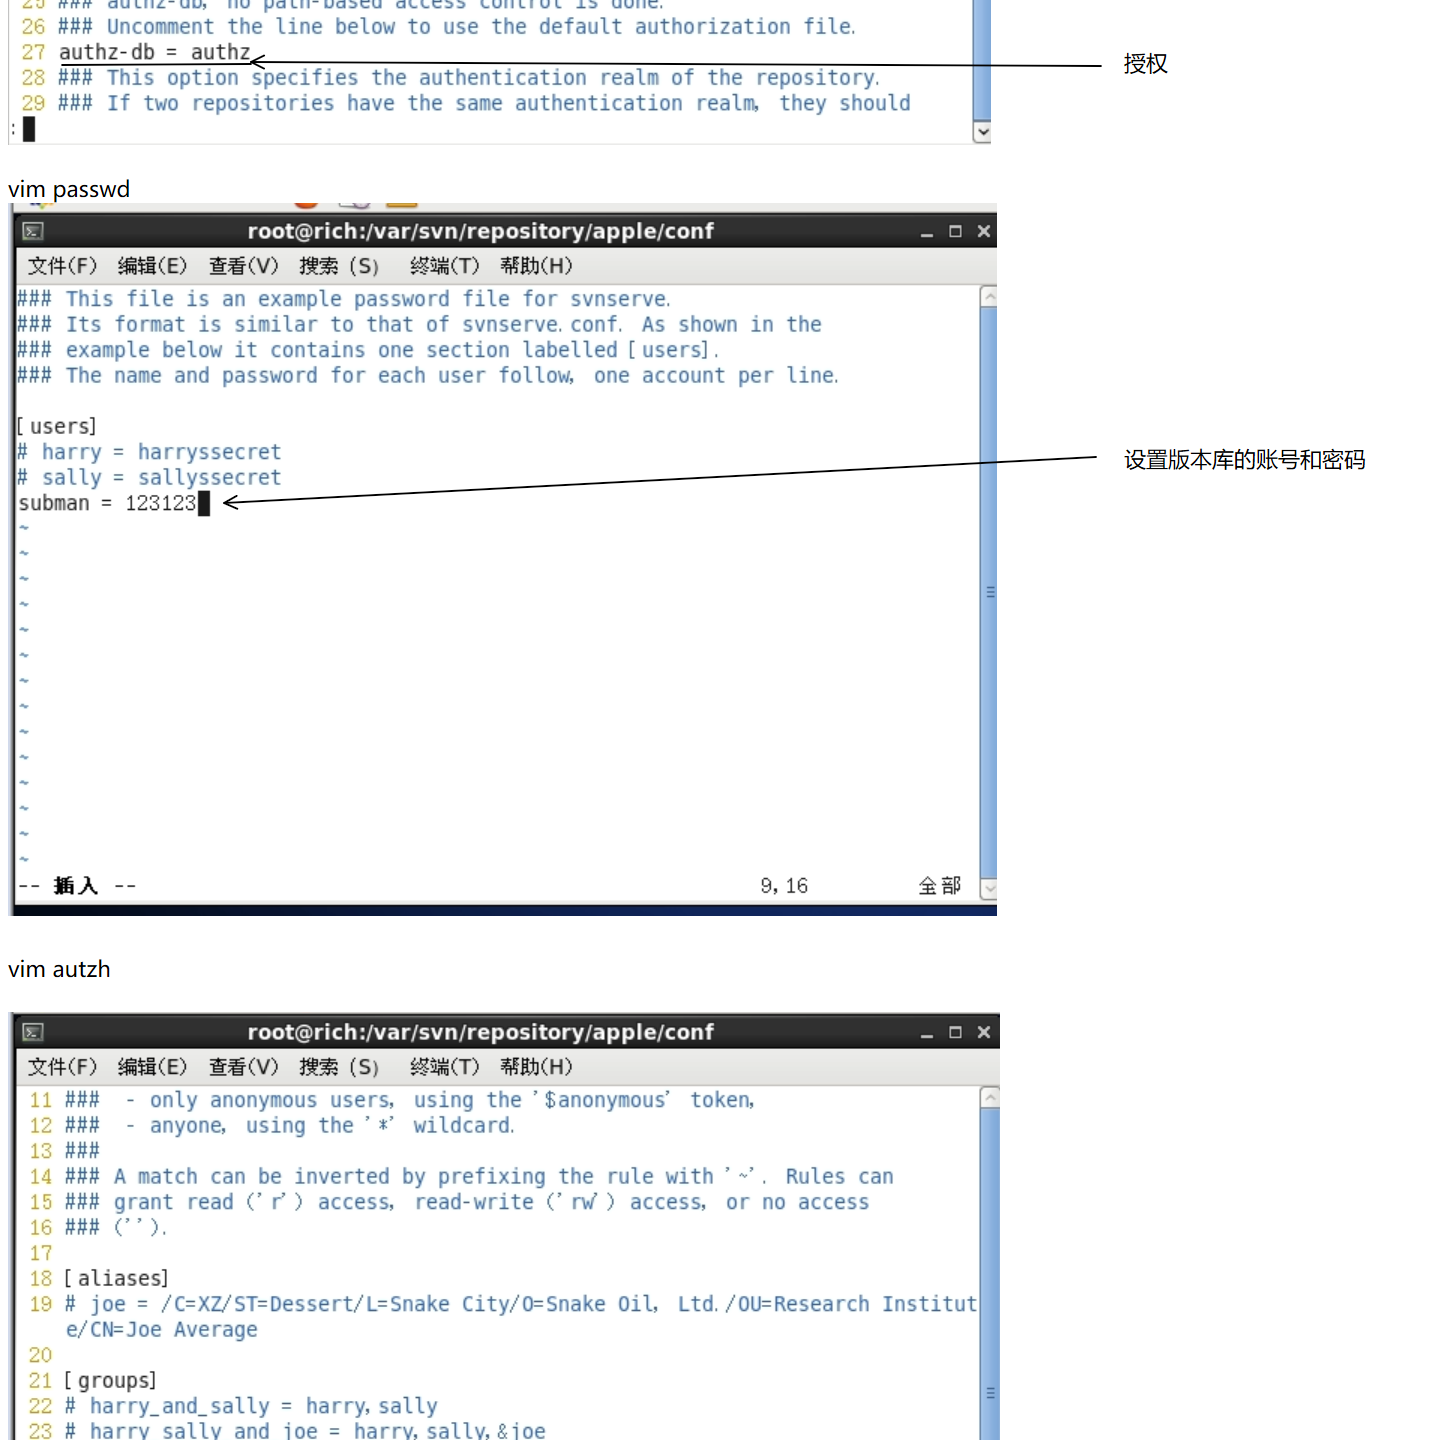 25 ### authz-db, no path-based access control is done.
26 ### Uncomment the line below to use the default authorization file.
27 authz-db = authz
授权
28 ### This option specifies the authentication realm of the repository.
29 ### If two repositories have the same authentication realm, they should
:
vim passwd
root@rich:/var/svn/repository/apple/conf
文件(F) 编辑(E) 查看(V) 搜索 (S) 终端(T) 帮助(H)
### This file is an example password file for svnserve.
### Its format is similar to that of svnserve.conf. As shown in the
### example below it contains one section labelled [users].
### The name and password for each user follow, one account per line.
[users]
# harry = harryssecret
# sally = sallyssecret
设置版本库的账号和密码
subman = 123123
~
~
~
~
~
~
~
~
~
~
~
~
~
~
-- 插入 -- 9,16 全部
vim autzh
root@rich:/var/svn/repository/apple/conf
文件(F) 编辑(E) 查看(V) 搜索 (S) 终端(T) 帮助(H)
11 ### - only anonymous users, using the '$anonymous' token,
12 ### - anyone, using the '*' wildcard.
13 ###
14 ### A match can be inverted by prefixing the rule with '~'. Rules can
15 ### grant read ('r') access, read-write ('rw') access, or no access
16 ### ('').
17
18 [aliases]
19 # joe = /C=XZ/ST=Dessert/L=Snake City/O=Snake Oil, Ltd./OU=Research Institut
e/CN=Joe Average
20
21 [groups]
22 # harry_and_sally = harry,sally
23 # harry_sally_and_joe = harry,sally,&joe